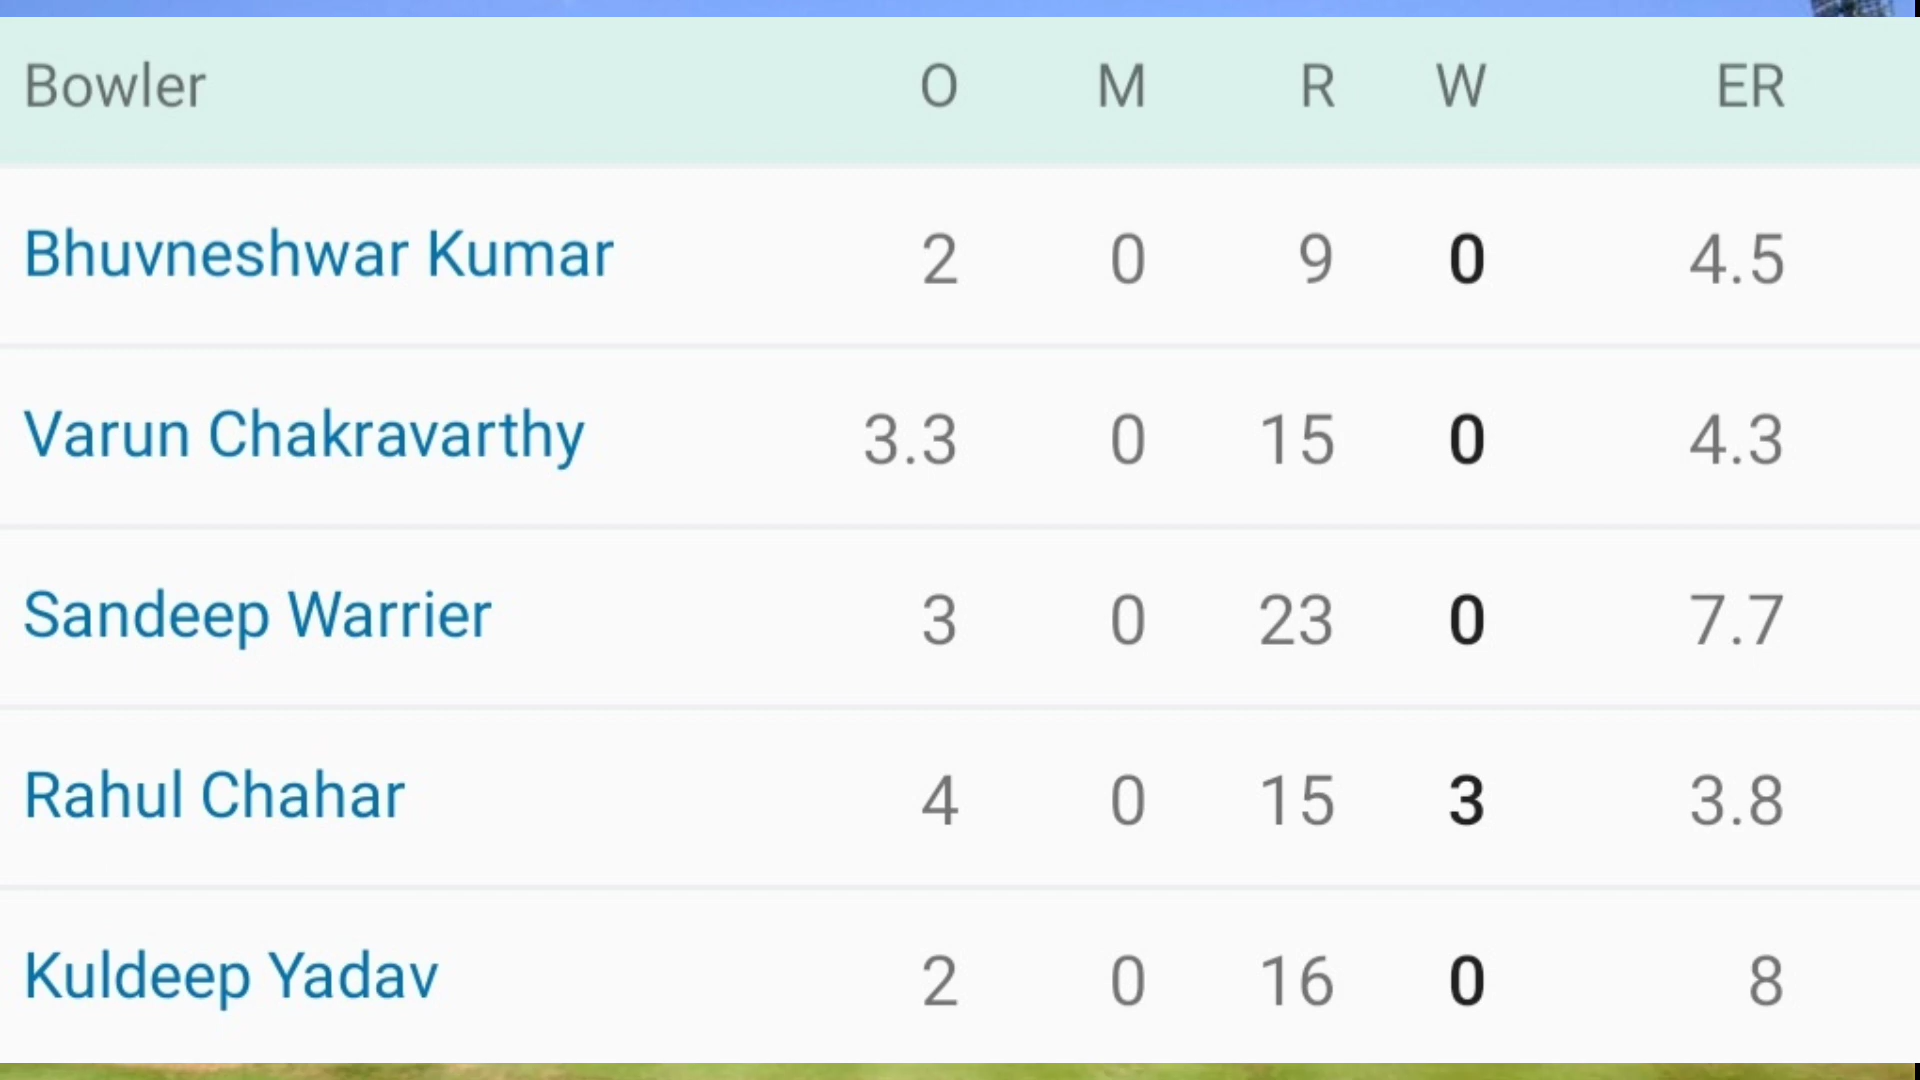 Bowler O M R W ER
Bhuvneshwar Kumar 2 0 9 0 4.5
Varun Chakravarthy 3.3 0 15 0 4.3
Sandeep Warrier 3 0 23 0 7.7
Rahul Chahar 4 0 15 3 3.8
Kuldeep Yadav 2 0 16 0 8